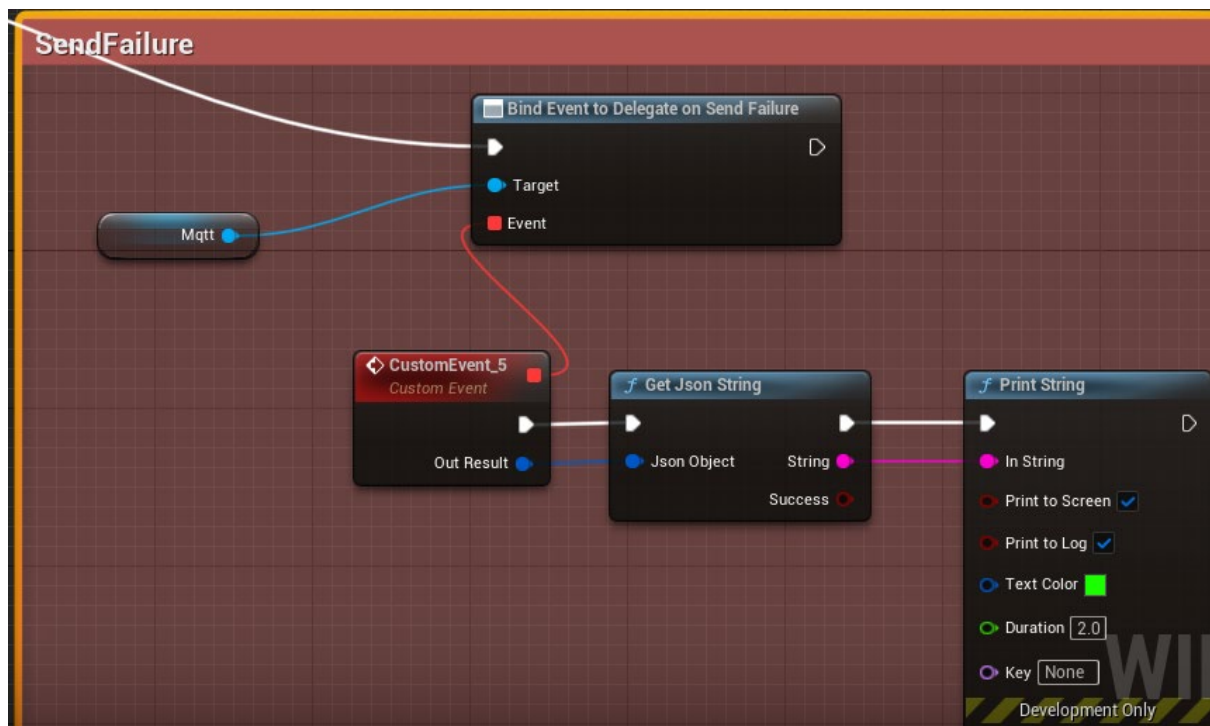 SendFailure
Bind Event to Delegate on Send Failure
Target
Event
Mqtt
CustomEvent_5
Custom Event
Out Result
Get Json String
Json Object
String
Success
Print String
In String
Print to Screen
Print to Log
Text Color
Duration 2.0
Key None
Development Only